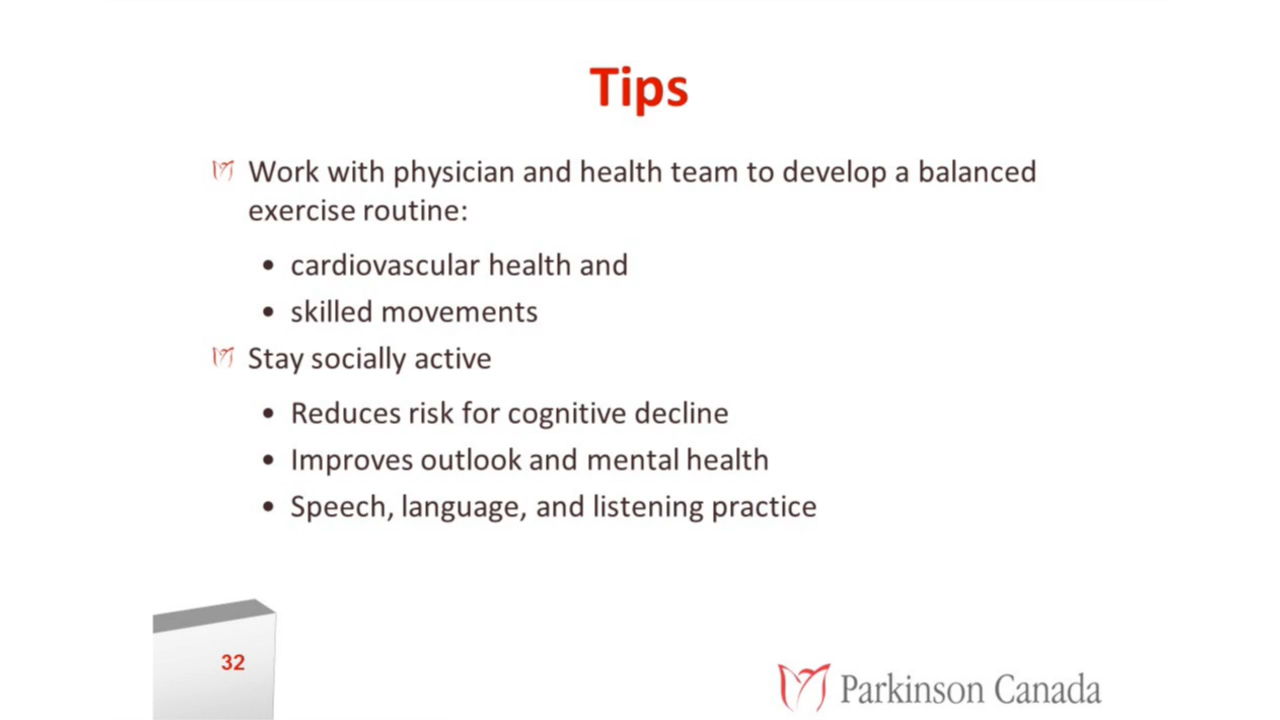 Tips
Work with physician and health team to develop a balanced
exercise routine:
• cardiovascular health and
• skilled movements
Stay socially active
• Reduces risk for cognitive decline
• Improves outlook and mental health
• Speech, language, and listening practice
32
Parkinson Canada